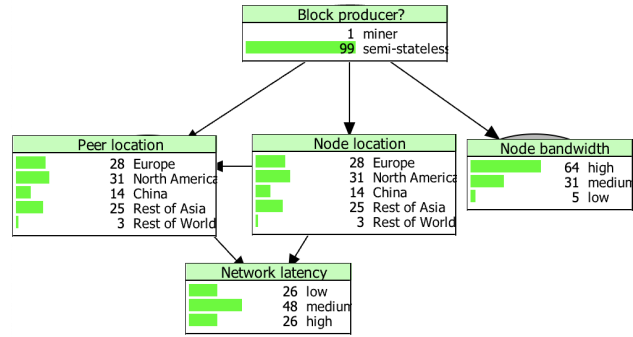 Block producer?
1 miner
99 semi-stateless
Peer location
28 Europe
31 North America
14 China
25 Rest of Asia
3 Rest of World
Node location
28 Europe
31 North America
14 China
25 Rest of Asia
3 Rest of World
Node bandwidth
64 high
31 medium
5 low
Network latency
26 low
48 medium
26 high